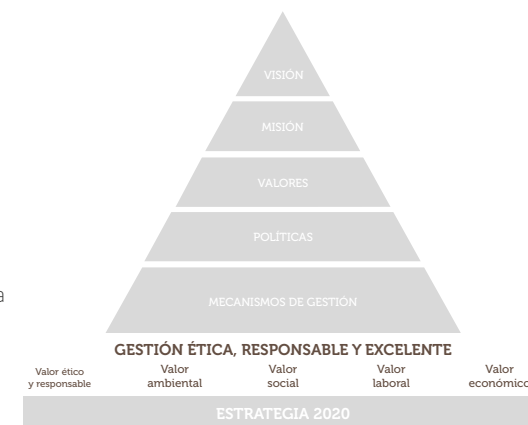 VISIÓN
MISIÓN
VALORES
POLÍTICAS
MECANISMOS DE GESTIÓN
a
GESTIÓN ÉTICA, RESPONSABLE Y EXCELENTE
Valor ético
y responsable
Valor
ambiental
Valor
social
Valor
laboral
Valor
económico
ESTRATEGIA 2020